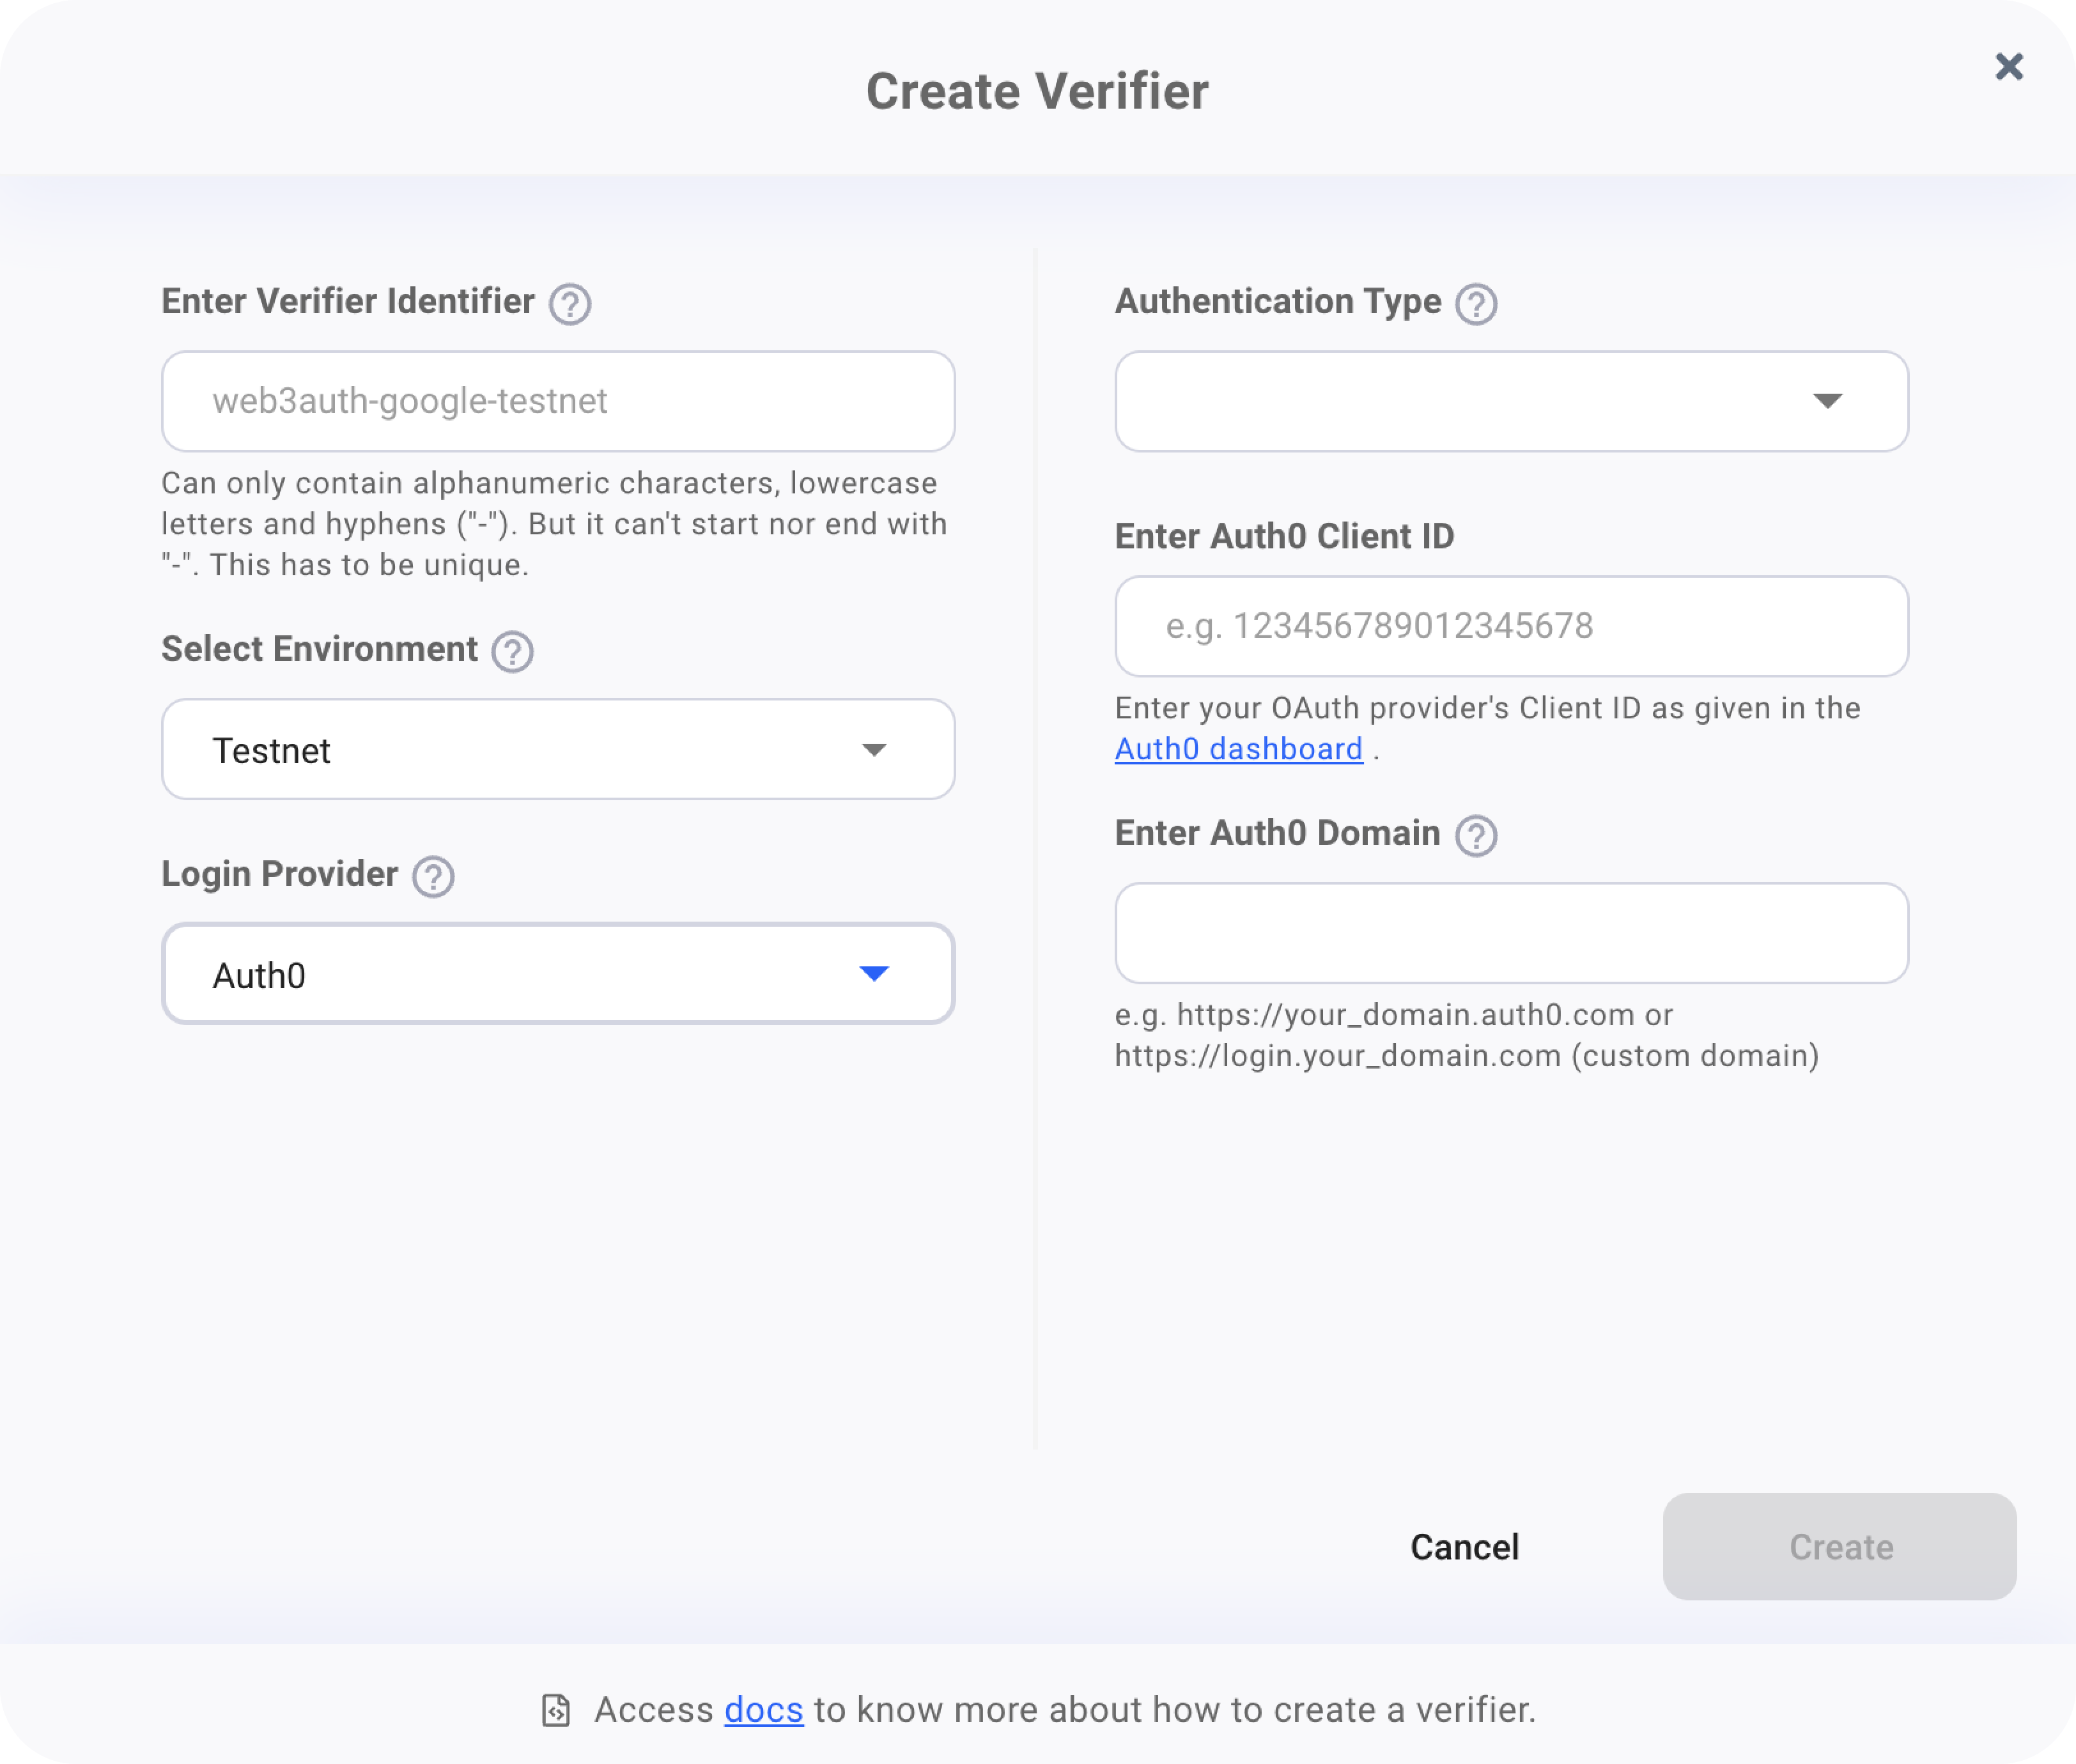 Create Verifier
Enter Verifier Identifier
web3auth-google-testnet
Can only contain alphanumeric characters, lowercase
letters and hyphens ("-"). But it can't start nor end with
"-". This has to be unique.
Select Environment
Testnet
Login Provider
Auth0
Authentication Type
Enter Auth0 Client ID
e.g. 123456789012345678
Enter your OAuth provider's Client ID as given in the
Auth0 dashboard .
Enter Auth0 Domain
e.g. https://your_domain.auth0.com or
https://login.your_domain.com (custom domain)
Cancel
Create
Access docs to know more about how to create a verifier.